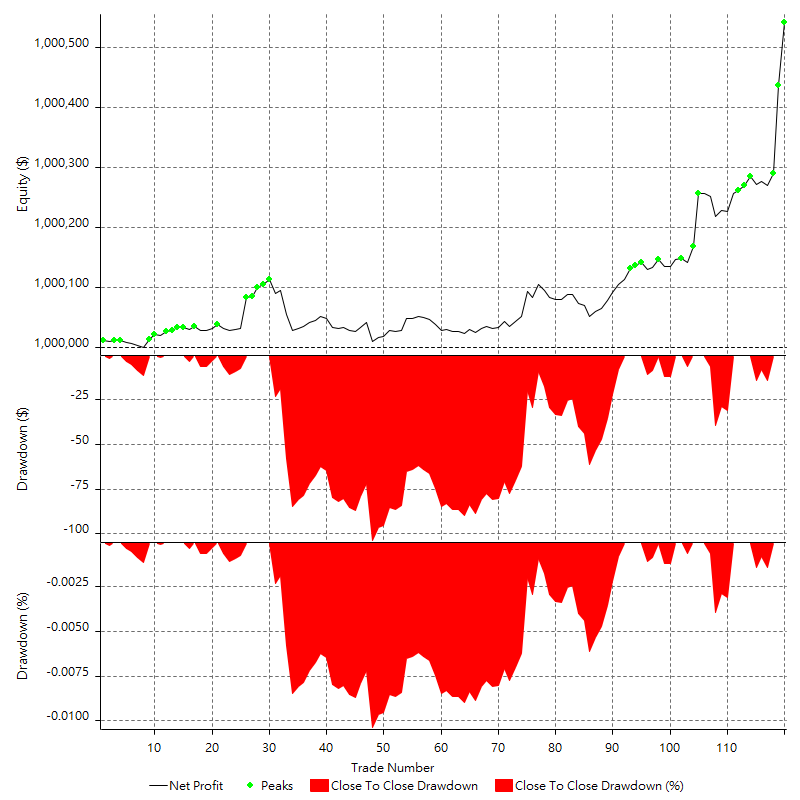 1,000,500
1,000,400
1,000,300
1,000,200
1,000,100
1,000,000
Equity ($)
-25
-50
-75
-100
Drawdown ($)
-0.0025
-0.0050
-0.0075
-0.0100
Drawdown (%)
10 20 30 40 50 60 70 80 90 100 110
Trade Number
Net Profit Peaks Close To Close Drawdown Close To Close Drawdown (%)